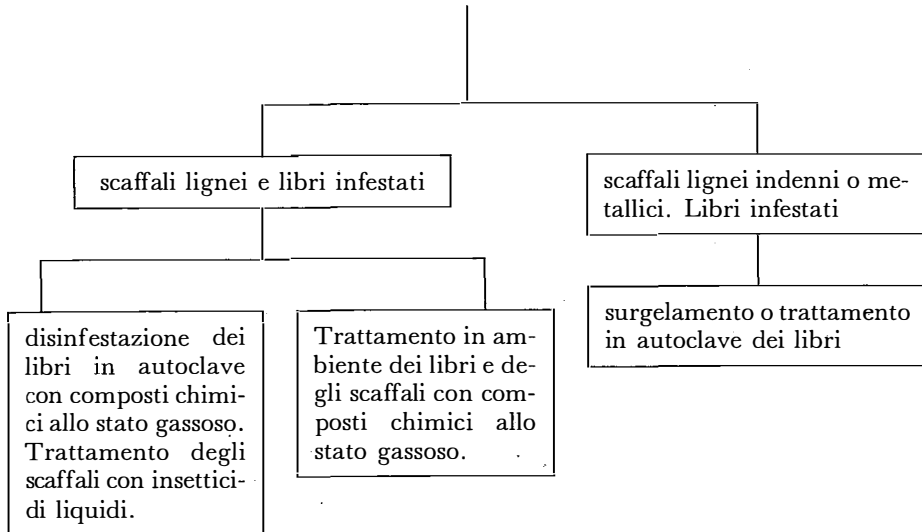 scaffali lignei e libri infestati
scaffali lignei indenni o me-
tallici. Libri infestati
disinfestazione dei
libri in autoclave
con composti chimi-
ci allo stato gassoso.
Trattamento degli
scaffali con insettici-
di liquidi.
Trattamento in am-
biente dei libri e de-
gli scaffali con com-
posti chimici allo
stato gassoso.
surgelamento o trattamento
in autoclave dei libri